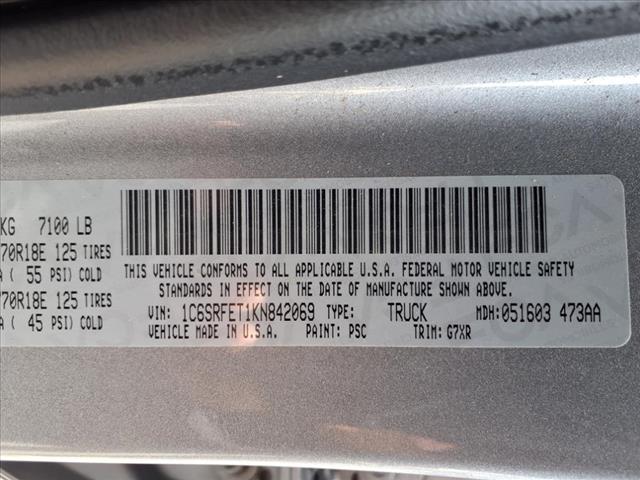 KG 7100 LB
70R18E 125 TIRES
( 55 PSI) COLD
70R18E 125 TIRES
( 45 PSI) COLD
THIS VEHICLE CONFORMS TO ALL APPLICABLE U.S.A. FEDERAL MOTOR VEHICLE SAFETY
STANDARDS IN EFFECT ON THE DATE OF MANUFACTURE SHOWN ABOVE.
VIN: 1C6SRFET1KN842069 TYPE: TRUCK MDH: 051603 473AA
VEHICLE MADE IN PAINT: PSC TRIM: G7XR